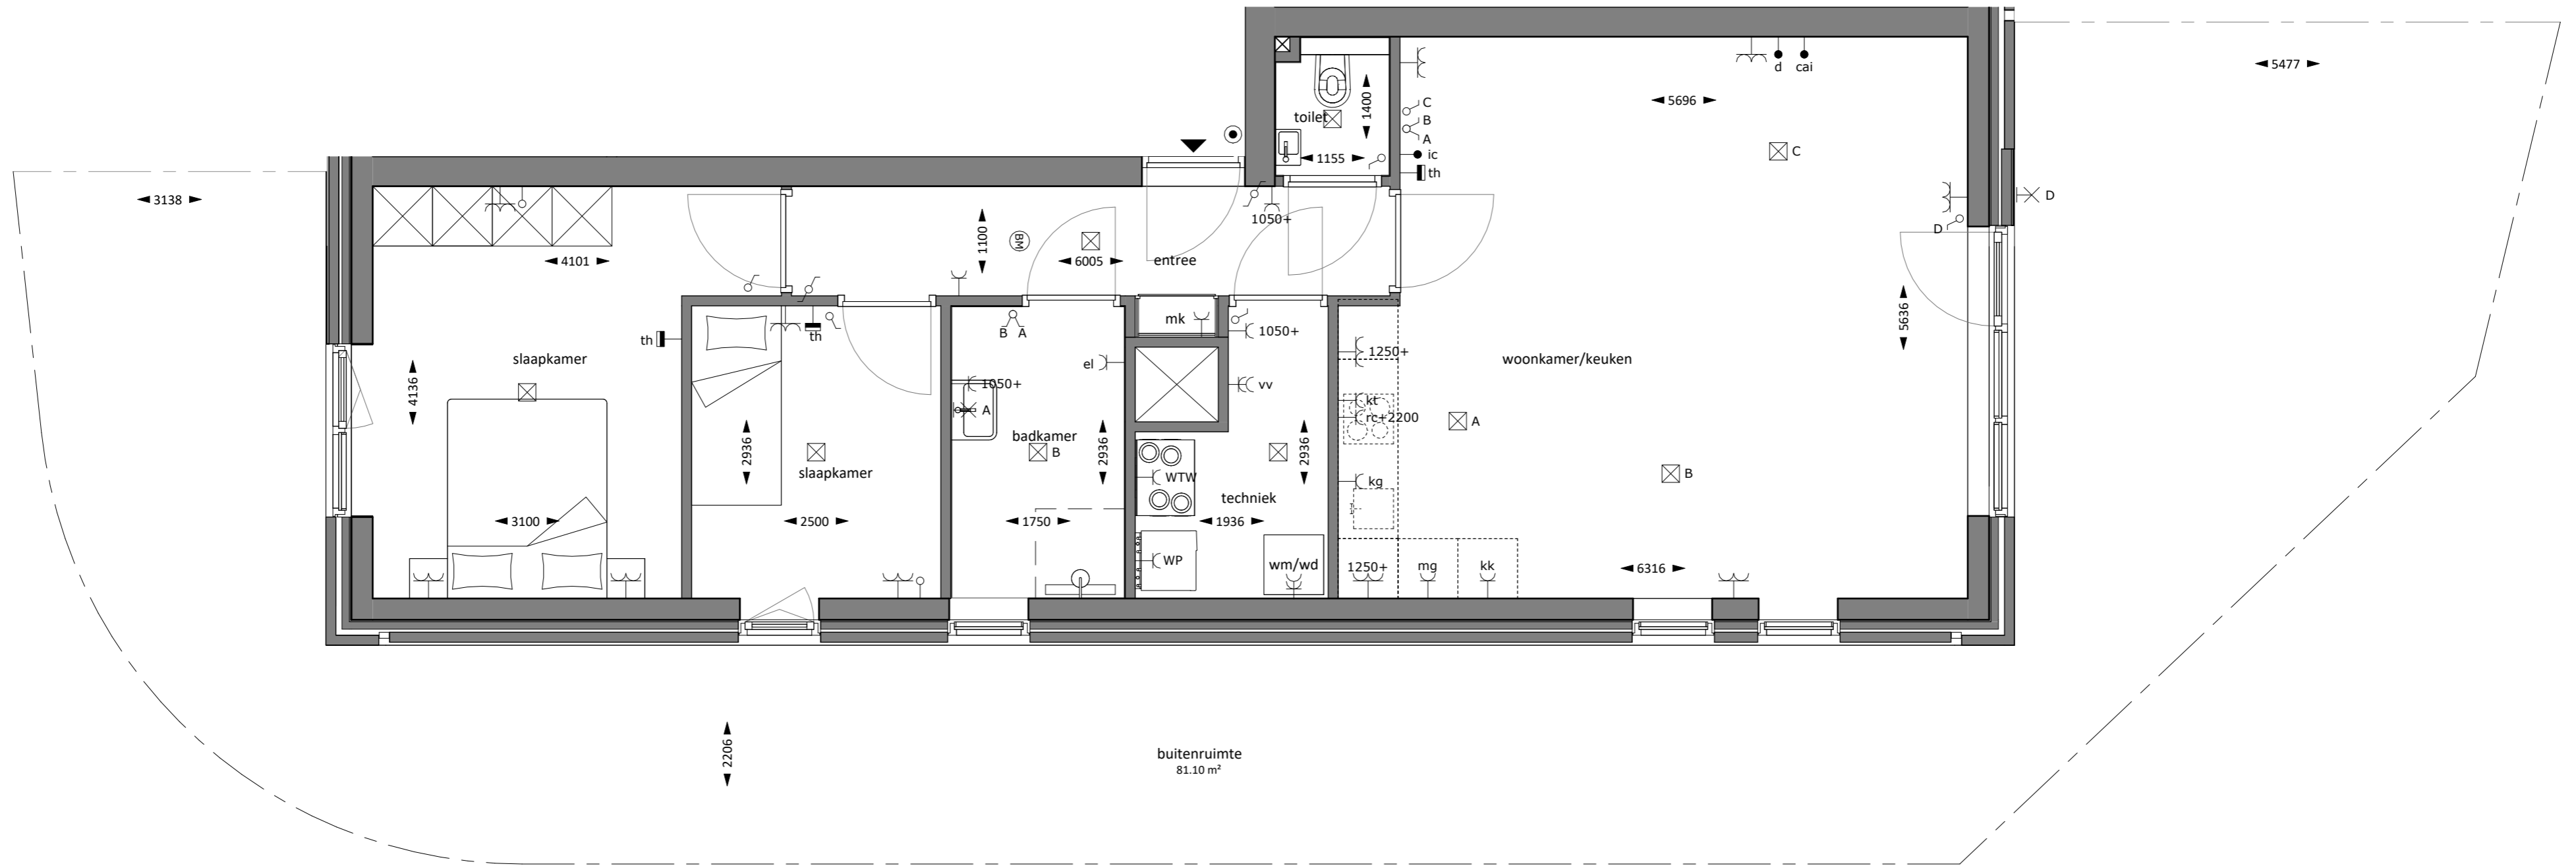 5477
d cai
5696
C
B
A
ic
th
toilet
1400
1155
C
3138
D
1050+
D
4101
1100
BM
6005
entree
5636
th
slaapkamer
th
B A
mk
1050+
1250+
woonkamer/keuken
el
4136
1050+
vv
kt
rc+2200
A
A
2936
badkamer
B
2936
2936
slaapkamer
WTW
techniek
kg
B
3100
2500
1750
1936
WP
wm/wd
1250+
mg
kk
6316
2206
buitenruimte
81.10 m²